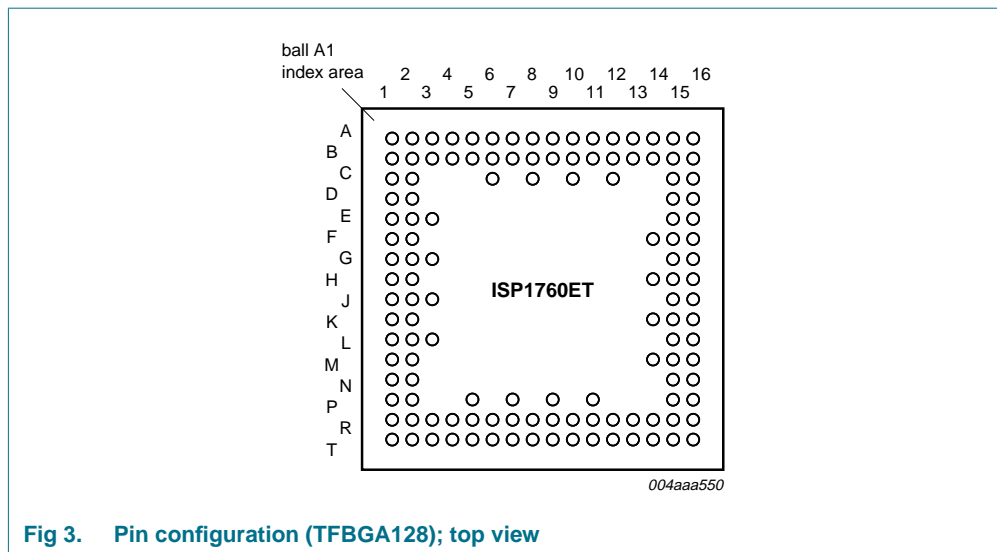 ball A1
index area
2 4 6 8 10 12 14 16
1 3 5 7 9 11 13 15
A
B
C
D
E
F
G
H
J
K
L
M
N
P
R
T
ISP1760ET
004aaa550
Fig 3. Pin configuration (TFBGA128); top view